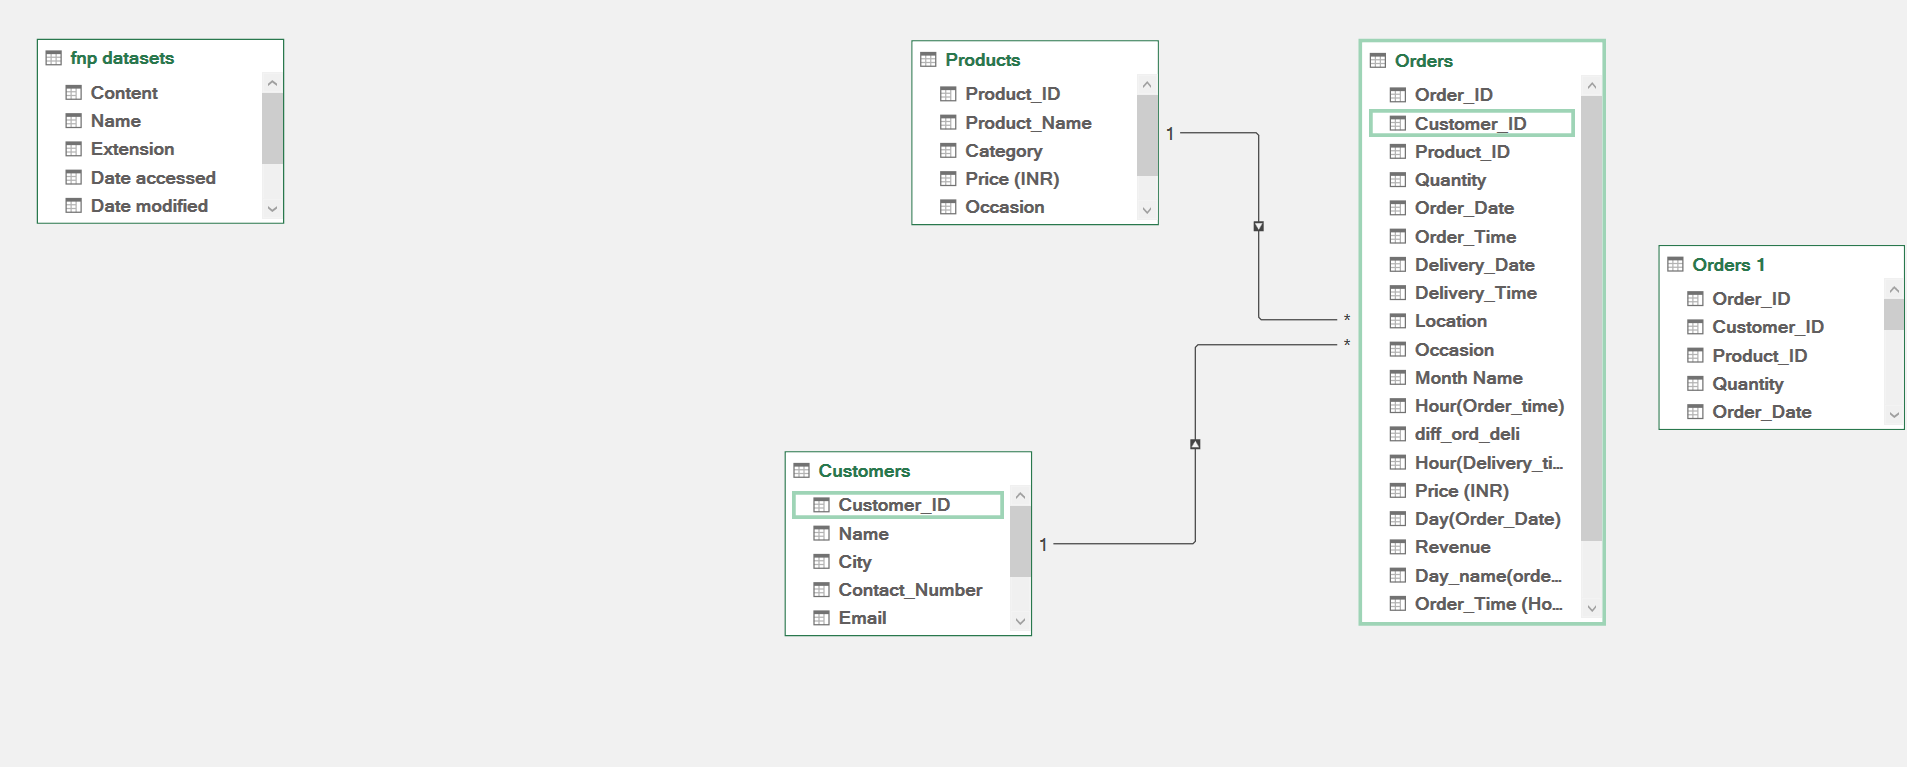 fnp datasets
Content
Name
Extension
Date accessed
Date modified
Products
Product_ID
Product_Name
Category
Price (INR)
Occasion
1
*
*
1
Customers
Customer_ID
Name
City
Contact_Number
Email
Orders
Order_ID
Customer_ID
Product_ID
Quantity
Order_Date
Order_Time
Delivery_Date
Delivery_Time
Location
Occasion
Month Name
Hour(Order_time)
diff_ord_deli
Hour(Delivery_ti...
Price (INR)
Day(Order_Date)
Revenue
Day_name(orde...
Order_Time (Ho...
Orders 1
Order_ID
Customer_ID
Product_ID
Quantity
Order_Date